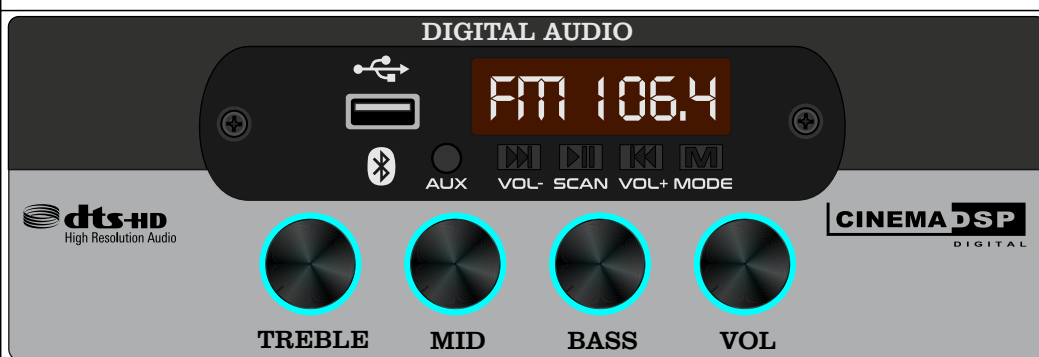 DIGITAL AUDIO
FM 106.4
M
AUX VOL- SCAN VOL+ MODE
dts-HD
High Resolution Audio
CINEMA DSP
DIGITAL
TREBLE MID BASS VOL